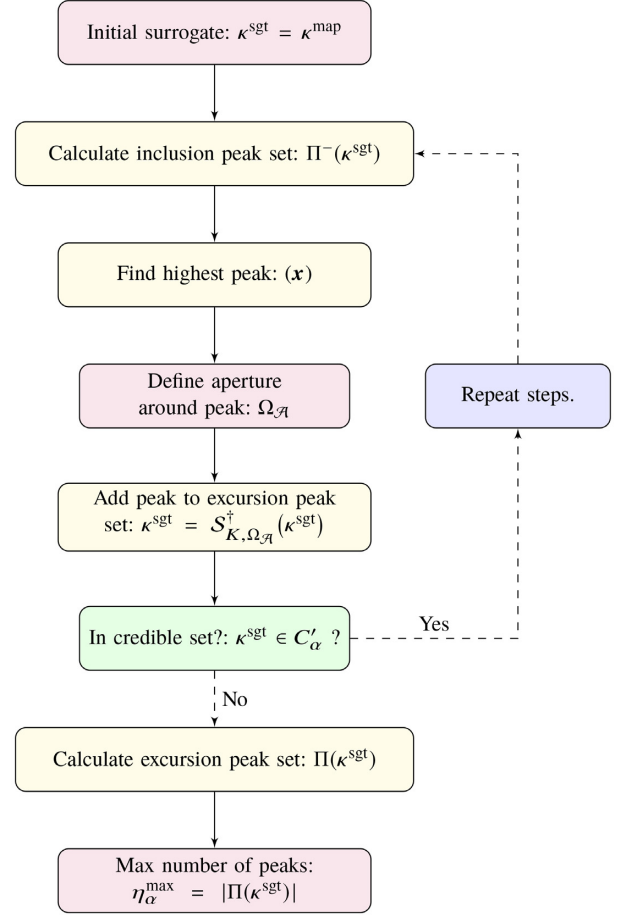 Initial surrogate: κ^sgt = κ^map
Calculate inclusion peak set: Π⁻(κ^sgt)
Find highest peak: (x)
Define aperture
around peak: Ω_𝒜
Repeat steps.
Add peak to excursion peak
set: κ^sgt = 𝒮^†_{K,Ω_𝒜}(κ^sgt)
In credible set?: κ^sgt ∈ C′_α ?
Yes
No
Calculate excursion peak set: Π(κ^sgt)
Max number of peaks:
η_α^max = |Π(κ^sgt)|